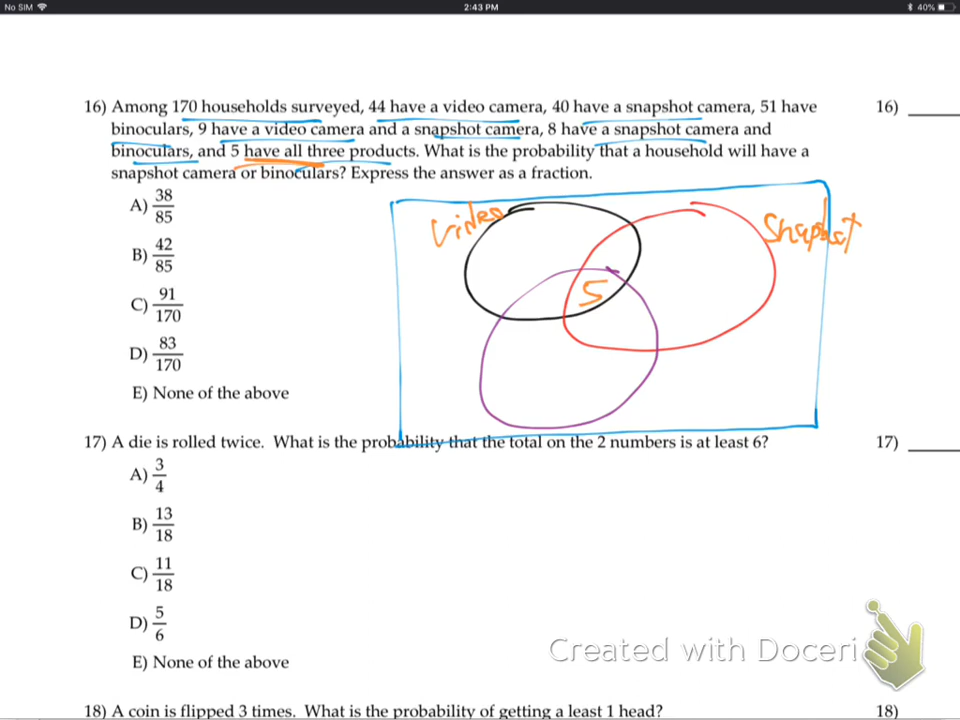 No SIM 2:43 PM 40%
16) Among 170 households surveyed, 44 have a video camera, 40 have a snapshot camera, 51 have 16)
binoculars, 9 have a video camera and a snapshot camera, 8 have a snapshot camera and
binoculars, and 5 have all three products. What is the probability that a household will have a
snapshot camera or binoculars? Express the answer as a fraction.
A) 38/85
B) 42/85
C) 91/170
D) 83/170
E) None of the above
Video
Snapshot
5
17) A die is rolled twice. What is the probability that the total on the 2 numbers is at least 6? 17)
A) 3/4
B) 13/18
C) 11/18
D) 5/6
E) None of the above
Created with Doceri
18) A coin is flipped 3 times. What is the probability of getting a least 1 head? 18)